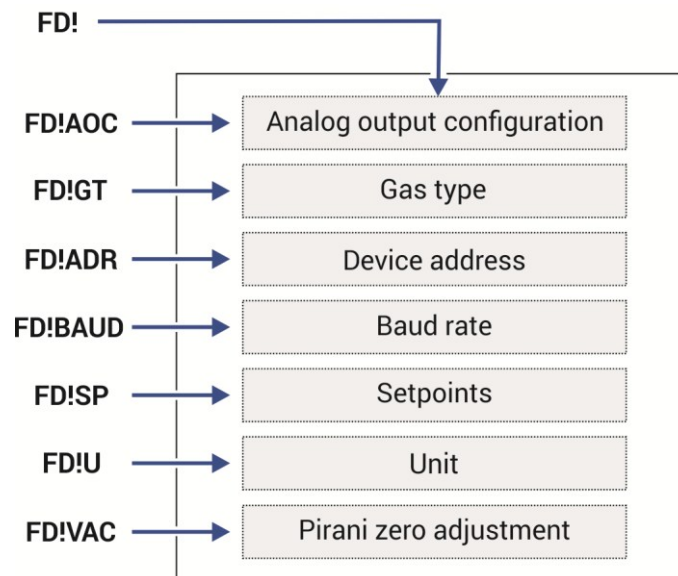 FD!
FD!AOC Analog output configuration
FD!GT Gas type
FD!ADR Device address
FD!BAUD Baud rate
FD!SP Setpoints
FD!U Unit
FD!VAC Pirani zero adjustment